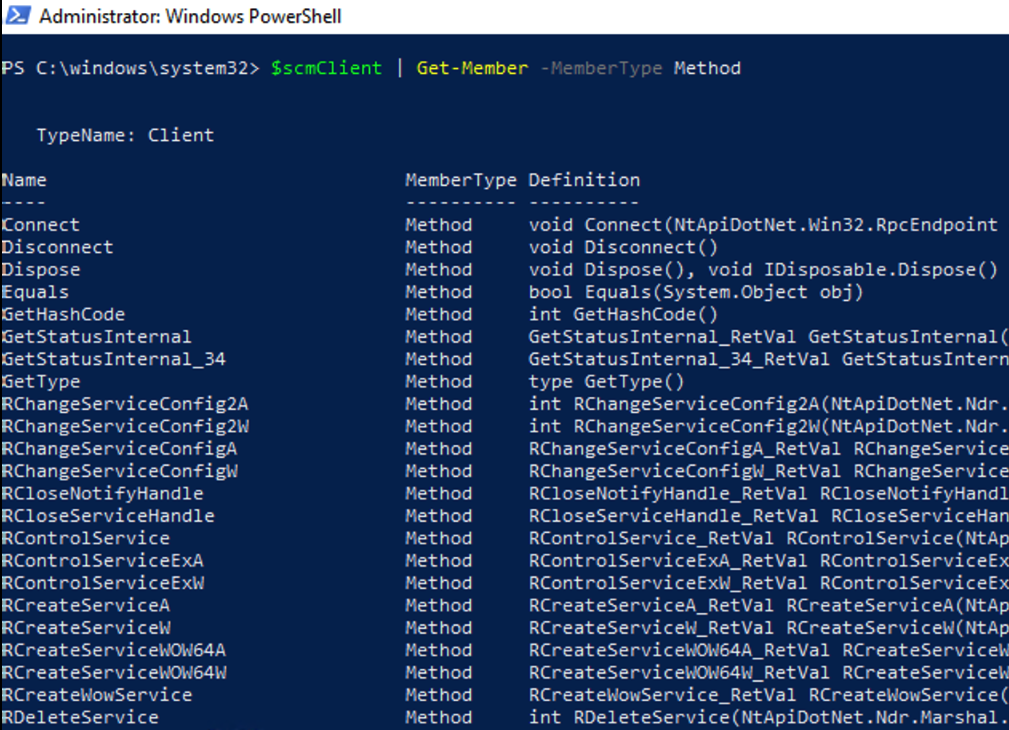 Administrator: Windows PowerShell
PS C:\windows\system32> $scmClient | Get-Member -MemberType Method
TypeName: Client
Name MemberType Definition
---- ---------- ----------
Connect Method void Connect(NtApiDotNet.Win32.RpcEndpoint
Disconnect Method void Disconnect()
Dispose Method void Dispose(), void IDisposable.Dispose()
Equals Method bool Equals(System.Object obj)
GetHashCode Method int GetHashCode()
GetStatusInternal Method GetStatusInternal_RetVal GetStatusInternal(
GetStatusInternal_34 Method GetStatusInternal_34_RetVal GetStatusIntern
GetType Method type GetType()
RChangeServiceConfig2A Method int RChangeServiceConfig2A(NtApiDotNet.Ndr.
RChangeServiceConfig2W Method int RChangeServiceConfig2W(NtApiDotNet.Ndr.
RChangeServiceConfigA Method RChangeServiceConfigA_RetVal RChangeService
RChangeServiceConfigW Method RChangeServiceConfigW_RetVal RChangeService
RCloseNotifyHandle Method RCloseNotifyHandle_RetVal RCloseNotifyHandl
RCloseServiceHandle Method RCloseServiceHandle_RetVal RCloseServiceHan
RControlService Method RControlService_RetVal RControlService(NtAp
RControlServiceExA Method RControlServiceExA_RetVal RControlServiceEx
RControlServiceExW Method RControlServiceExW_RetVal RControlServiceEx
RCreateServiceA Method RCreateServiceA_RetVal RCreateServiceA(NtAp
RCreateServiceW Method RCreateServiceW_RetVal RCreateServiceW(NtAp
RCreateServiceWOW64A Method RCreateServiceWOW64A_RetVal RCreateServiceW
RCreateServiceWOW64W Method RCreateServiceWOW64W_RetVal RCreateServiceW
RCreateWowService Method RCreateWowService_RetVal RCreateWowService(
RDeleteService Method int RDeleteService(NtApiDotNet.Ndr.Marshal.